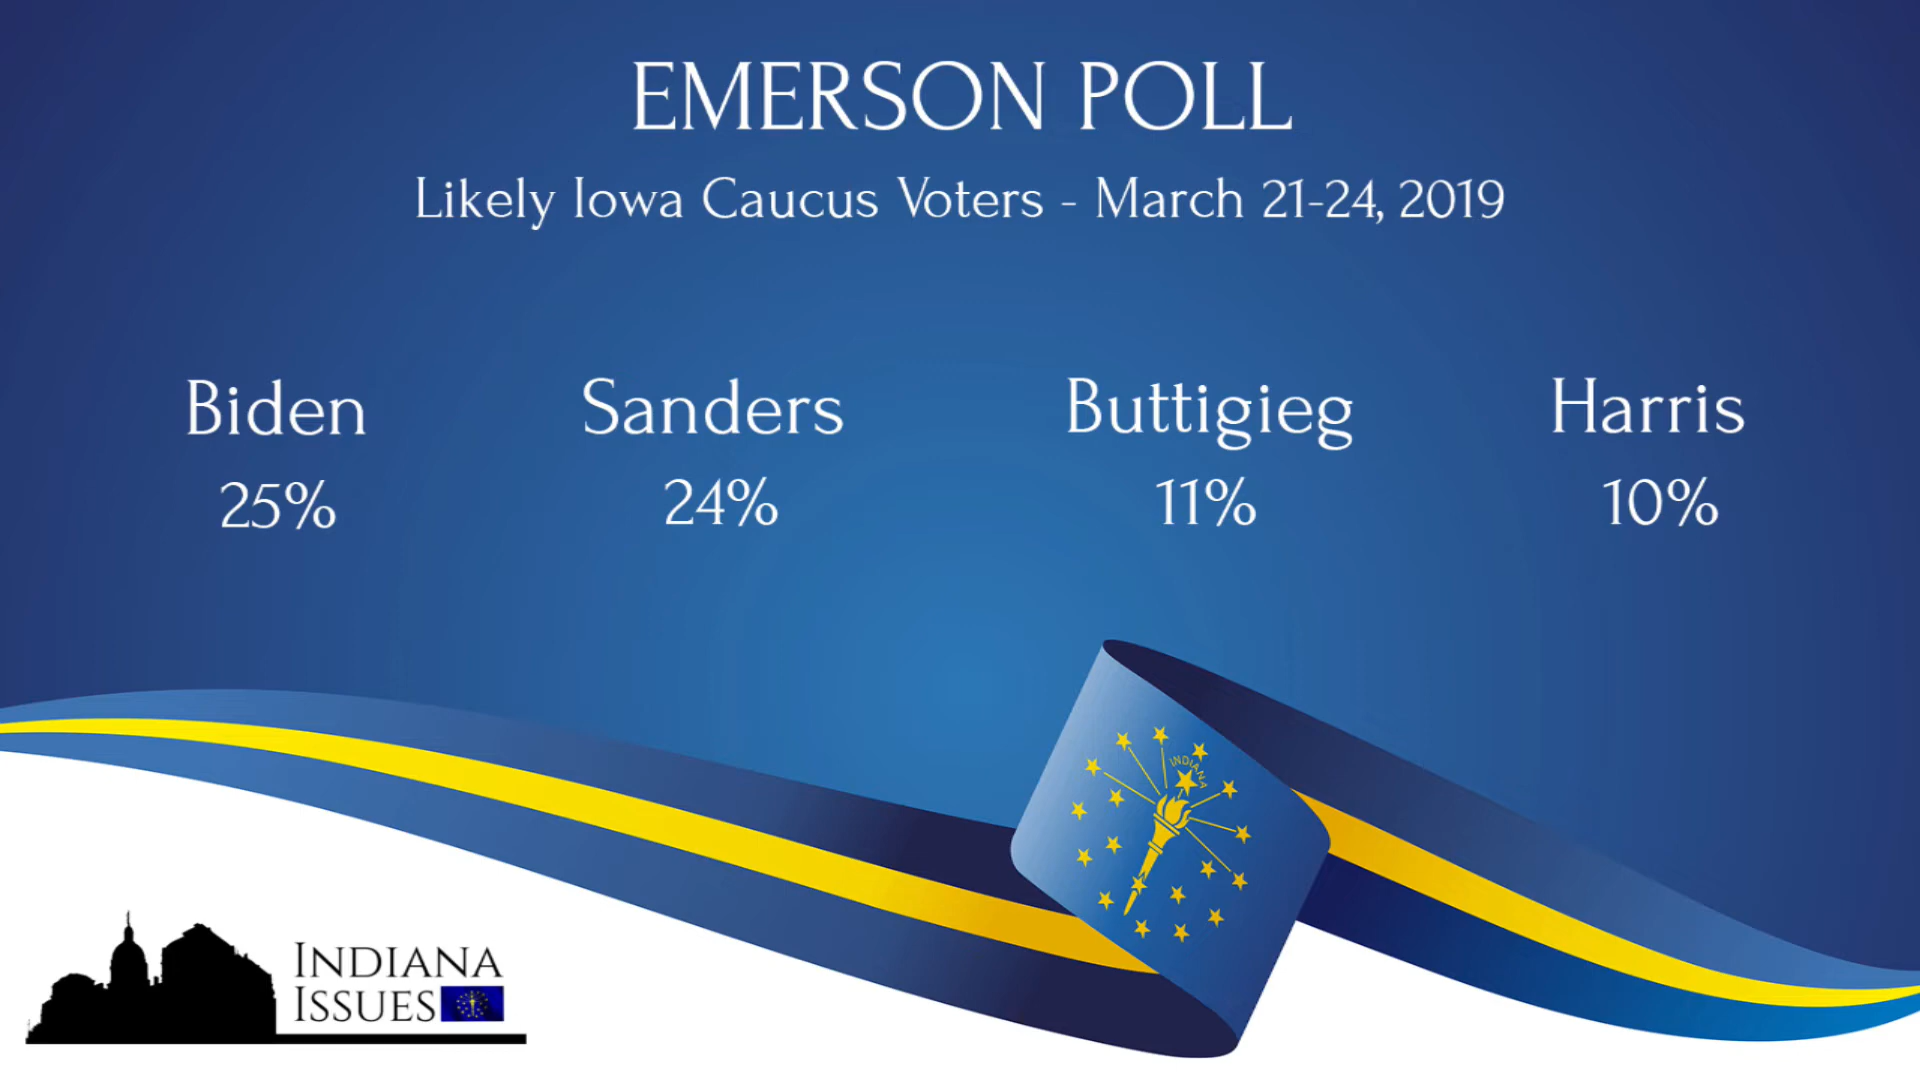 EMERSON POLL
Likely Iowa Caucus Voters - March 21-24, 2019
Biden Sanders Buttigieg Harris
25% 24% 11% 10%
INDIANA
INDIANA
ISSUES